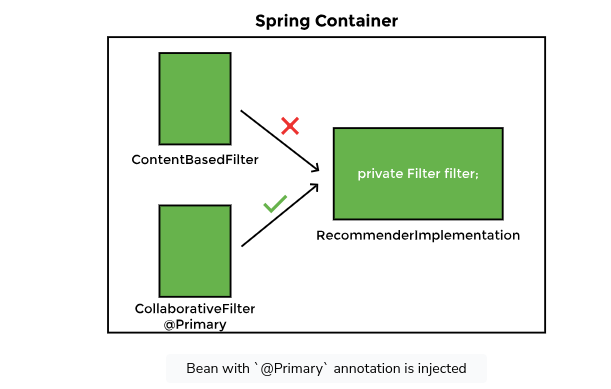 Spring Container
ContentBasedFilter
private Filter filter;
RecommenderImplementation
CollaborativeFilter
@Primary
Bean with `@Primary` annotation is injected